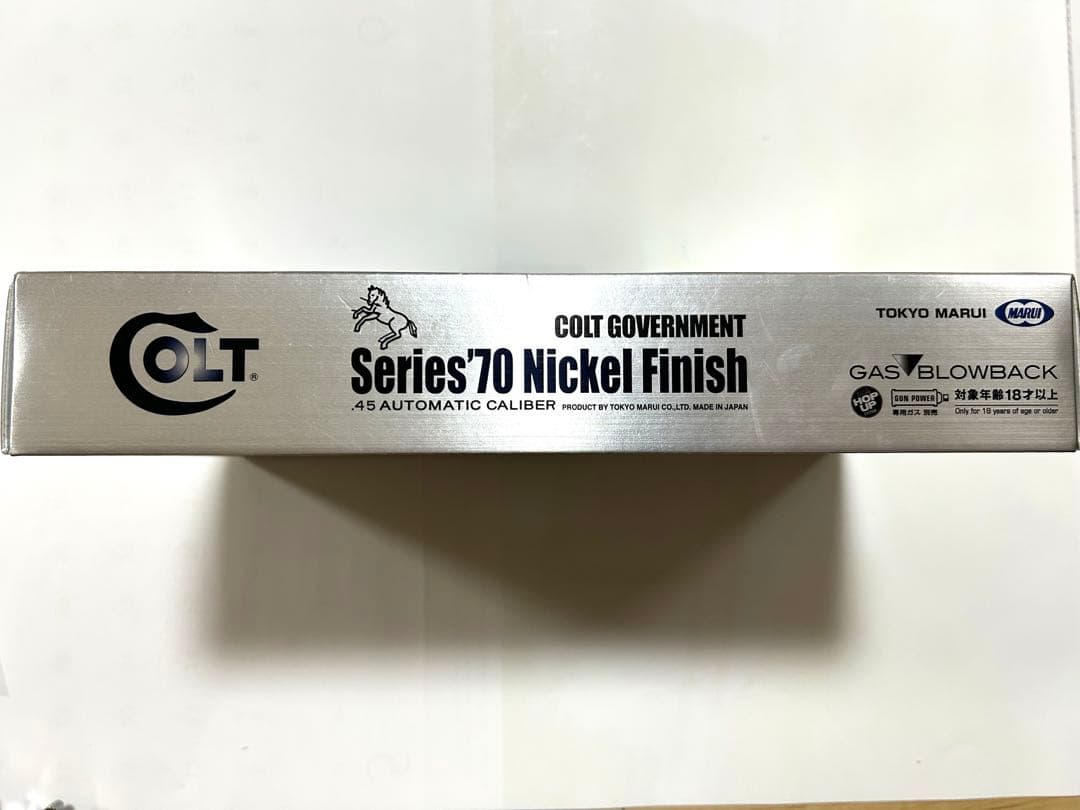 COLT®
COLT GOVERNMENT
Series'70 Nickel Finish
.45 AUTOMATIC CALIBER PRODUCT BY TOKYO MARUI CO.,LTD. MADE IN JAPAN
TOKYO MARUI MARUI
GAS BLOWBACK
HOP UP
GUN POWER
専用ガス 別売
対象年齢18才以上
Only for 18 years of age or older